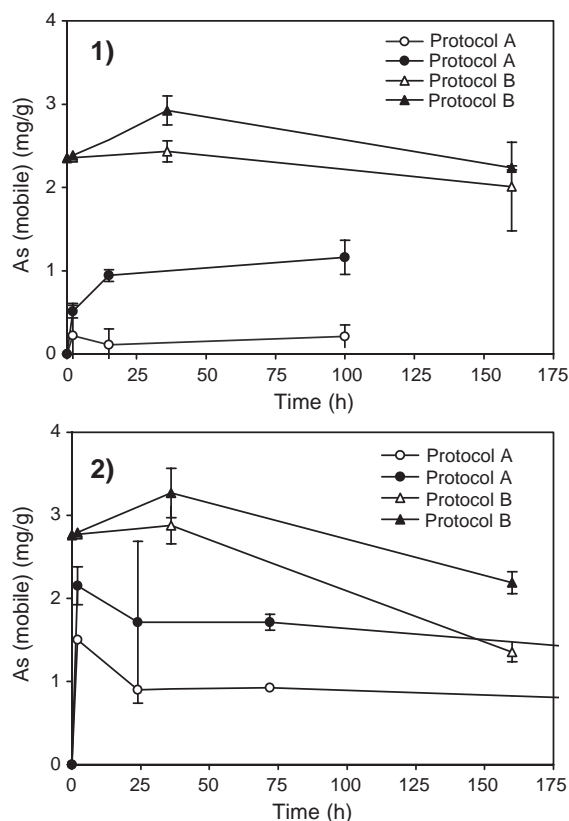 1)
Protocol A
Protocol A
Protocol B
Protocol B
As (mobile) (mg/g)
4
3
2
1
0
0 25 50 75 100 125 150 175
Time (h)
2)
Protocol A
Protocol A
Protocol B
Protocol B
As (mobile) (mg/g)
4
3
2
1
0
0 25 50 75 100 125 150 175
Time (h)